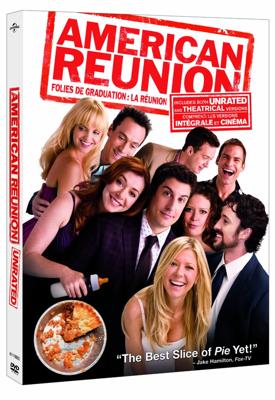 AMERICAN
REUNION
FOLIES DE GRADUATION : LA RÉUNION
INCLUDES BOTH UNRATED
AND THEATRICAL VERSIONS
COMPREND LES VERSIONS
INTÉGRALE ET CINÉMA
"The Best Slice of Pie Yet!"
- Jake Hamilton, Fox-TV
AMERICAN REUNION
UNRATED
DVD